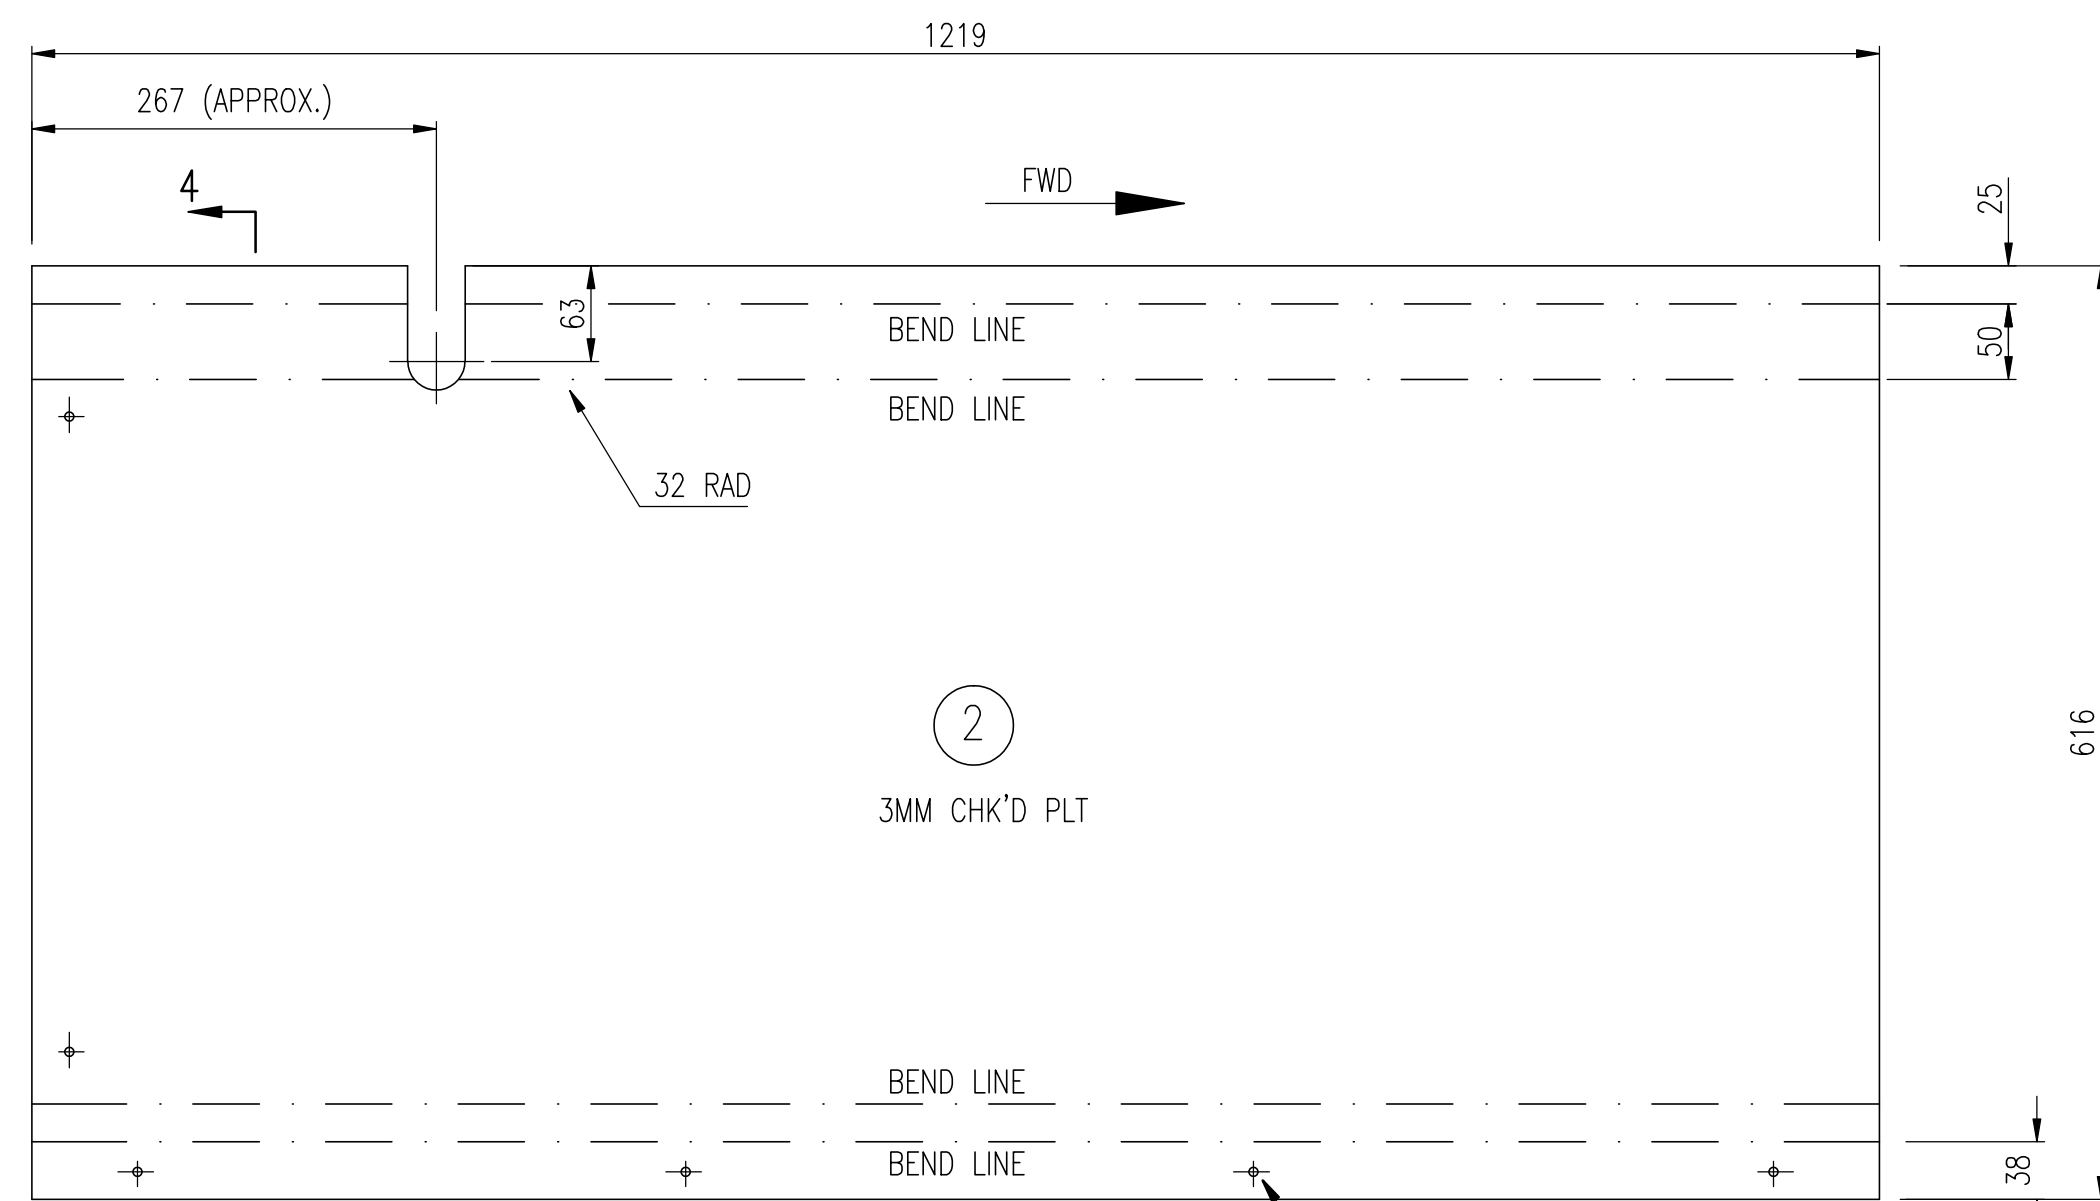 1219
267 (APPROX.)
4
FWD
25
63
BEND LINE
50
BEND LINE
32 RAD
2
616
3MM CHK'D PLT
BEND LINE
BEND LINE
38